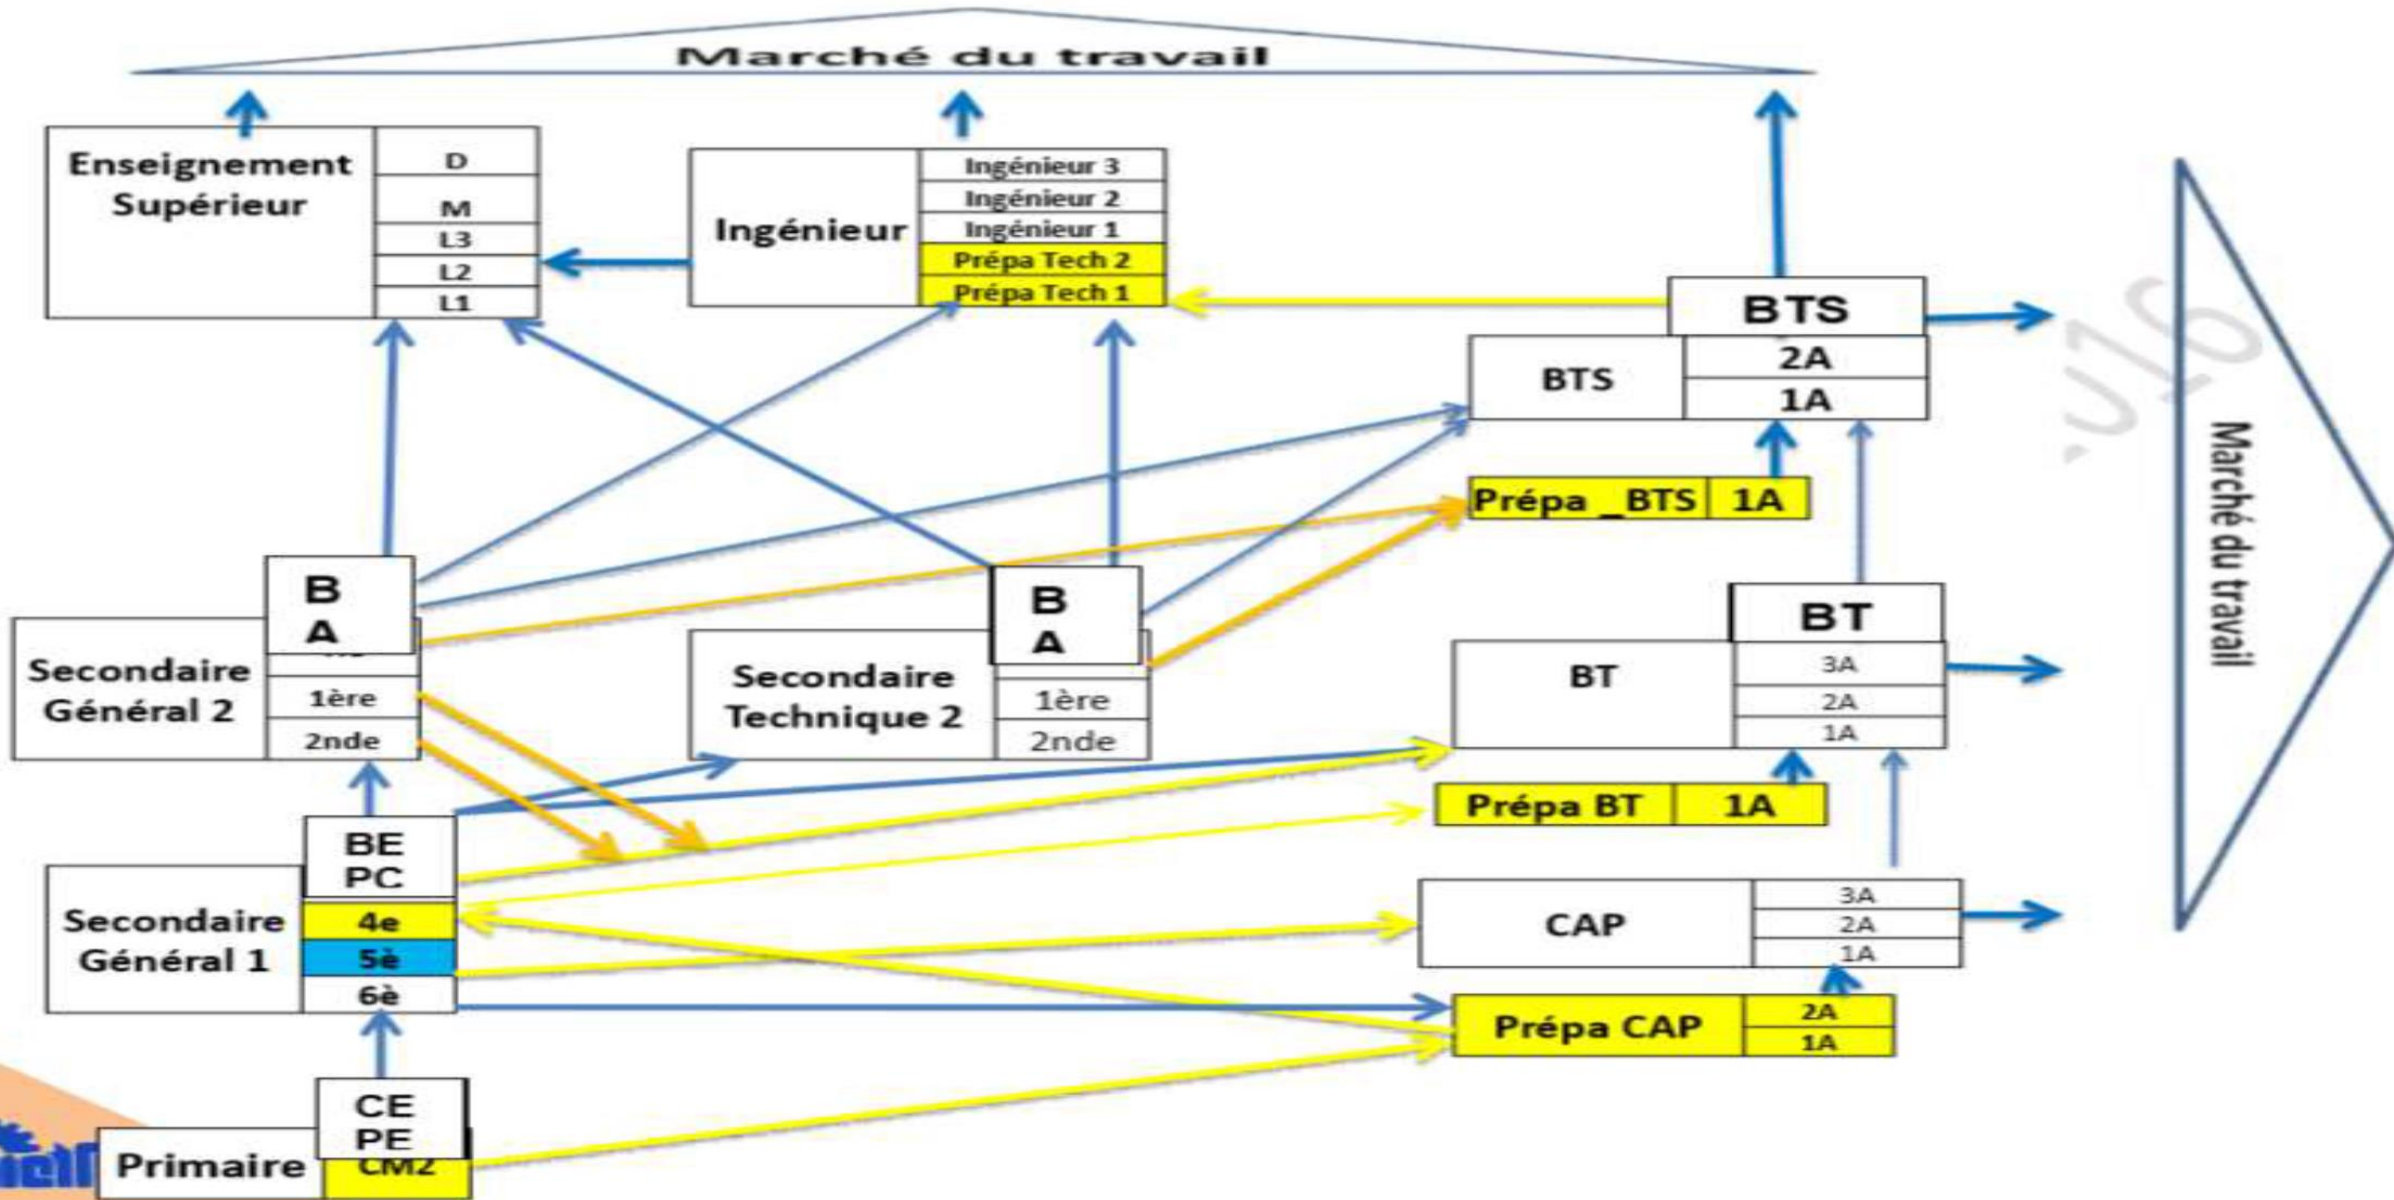 Marché du travail
Enseignement
Supérieur
D
M
L3
L2
L1
Ingénieur
Ingénieur 3
Ingénieur 2
Ingénieur 1
Prépa Tech 2
Prépa Tech 1
BTS
BTS
2A
1A
Prépa _BTS
1A
Marché du travail
B
A
Secondaire
Général 2
1ère
2nde
B
A
Secondaire
Technique 2
1ère
2nde
BT
BT
3A
2A
1A
Prépa BT
1A
BE
PC
Secondaire
Général 1
4e
5è
6è
CAP
3A
2A
1A
Prépa CAP
2A
1A
CE
PE
Primaire
CM2